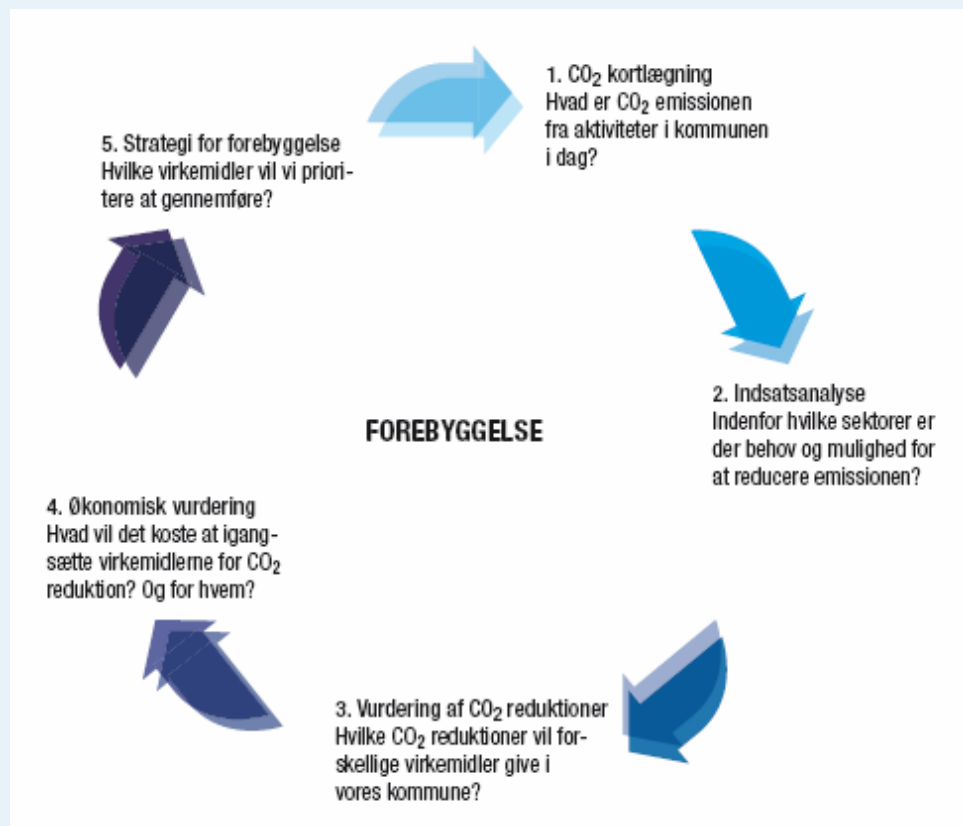 1. CO₂ kortlægning
Hvad er CO₂ emissionen
fra aktiviteter i kommunen
i dag?
2. Indsatsanalyse
Indenfor hvilke sektorer er
der behov og mulighed for
at reducere emissionen?
3. Vurdering af CO₂ reduktioner
Hvilke CO₂ reduktioner vil for-
skellige virkemidler give i
vores kommune?
4. Økonomisk vurdering
Hvad vil det koste at igang-
sætte virkemidlerne for CO₂
reduktion? Og for hvem?
5. Strategi for forebyggelse
Hvilke virkemidler vil vi priori-
tere at gennemføre?
FOREBYGGELSE